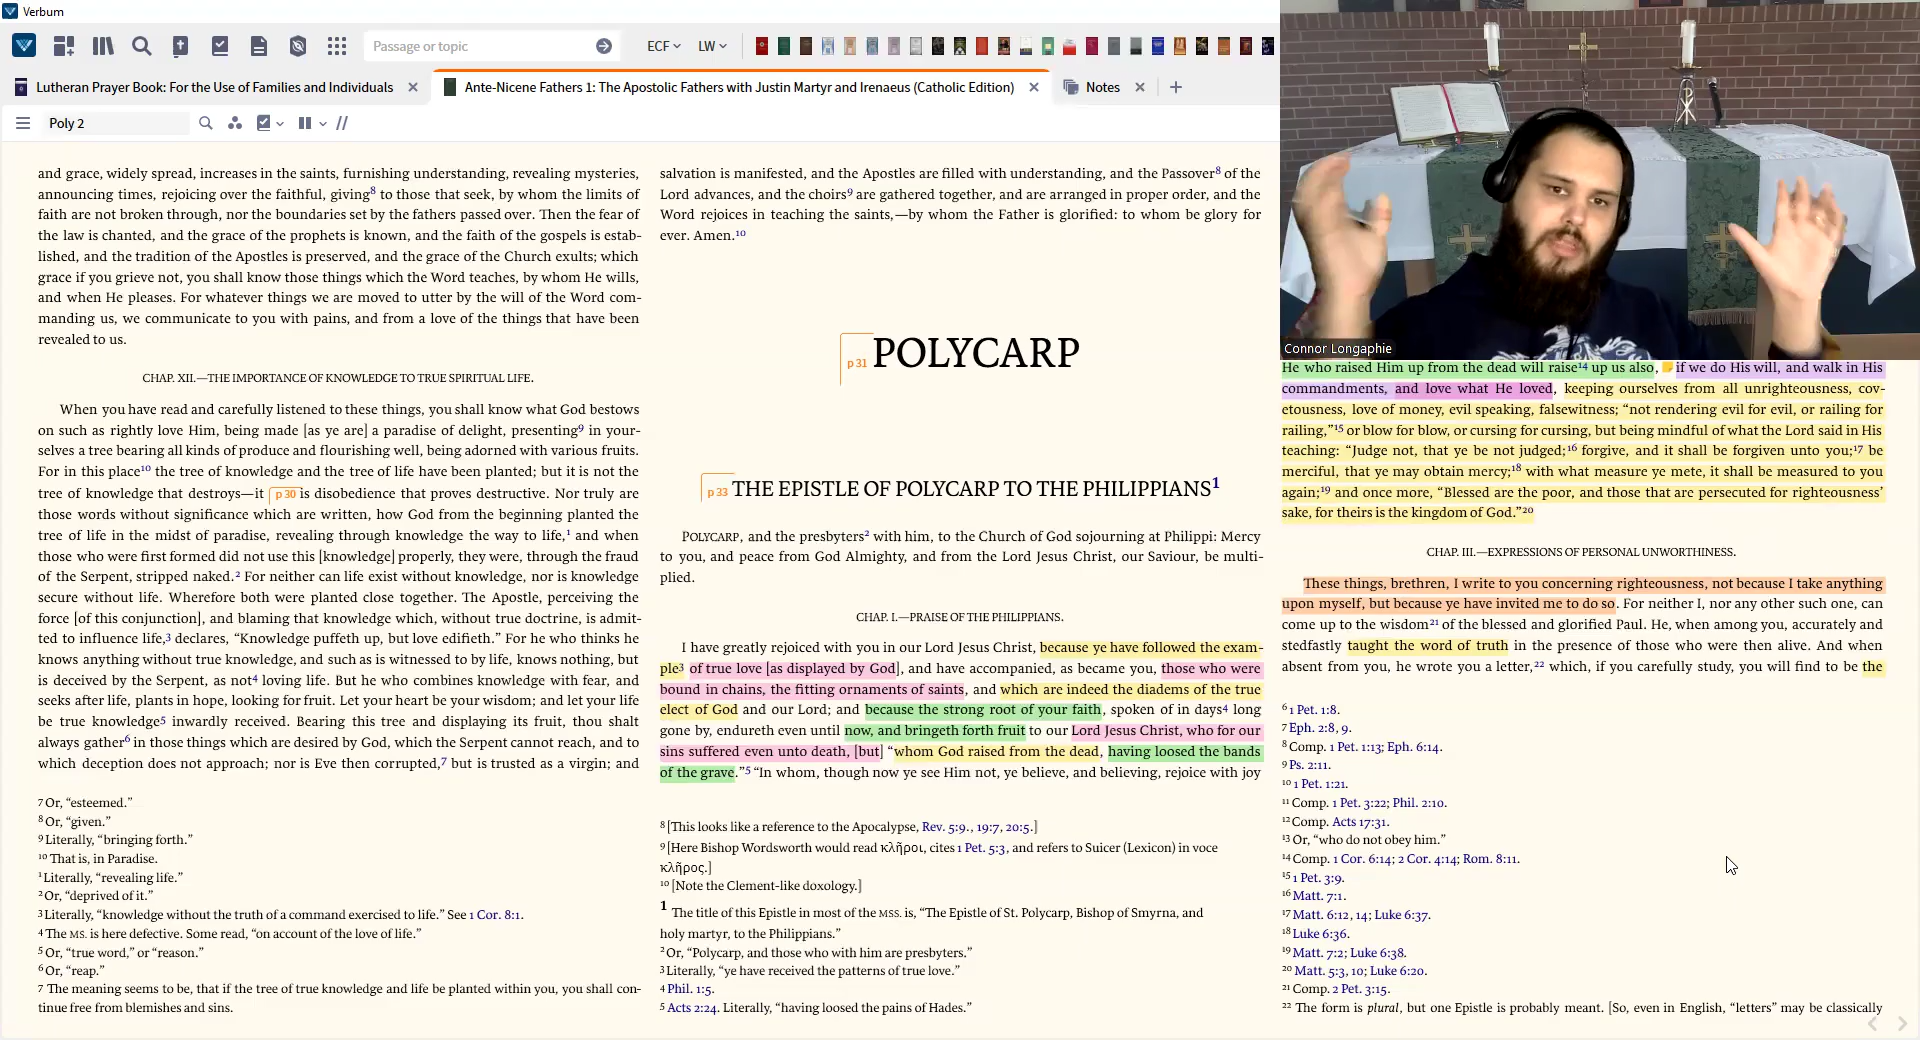 Verbum
Passage or topic
ECF
LW
Lutheran Prayer Book: For the Use of Families and Individuals
Ante-Nicene Fathers 1: The Apostolic Fathers with Justin Martyr and Irenaeus (Catholic Edition)
Notes
Poly 2
and grace, widely spread, increases in the saints, furnishing understanding, revealing mysteries,
announcing times, rejoicing over the faithful, giving⁸ to those that seek, by whom the limits of
faith are not broken through, nor the boundaries set by the fathers passed over. Then the fear of
the law is chanted, and the grace of the prophets is known, and the faith of the gospels is estab-
lished, and the tradition of the Apostles is preserved, and the grace of the Church exults; which
grace if you grieve not, you shall know those things which the Word teaches, by whom He wills,
and when He pleases. For whatever things we are moved to utter by the will of the Word com-
manding us, we communicate to you with pains, and from a love of the things that have been
revealed to us.
CHAP. XII.—THE IMPORTANCE OF KNOWLEDGE TO TRUE SPIRITUAL LIFE.
When you have read and carefully listened to these things, you shall know what God bestows
on such as rightly love Him, being made [as ye are] a paradise of delight, presenting⁹ in your-
selves a tree bearing all kinds of produce and flourishing well, being adorned with various fruits.
For in this place¹⁰ the tree of knowledge and the tree of life have been planted; but it is not the
tree of knowledge that destroys—it p 30 is disobedience that proves destructive. Nor truly are
those words without significance which are written, how God from the beginning planted the
tree of life in the midst of paradise, revealing through knowledge the way to life,¹ and when
those who were first formed did not use this [knowledge] properly, they were, through the fraud
of the Serpent, stripped naked.² For neither can life exist without knowledge, nor is knowledge
secure without life. Wherefore both were planted close together. The Apostle, perceiving the
force [of this conjunction], and blaming that knowledge which, without true doctrine, is admit-
ted to influence life,³ declares, “Knowledge puffeth up, but love edifieth.” For he who thinks he
knows anything without true knowledge, and such as is witnessed to by life, knows nothing, but
is deceived by the Serpent, as not⁴ loving life. But he who combines knowledge with fear, and
seeks after life, plants in hope, looking for fruit. Let your heart be your wisdom; and let your life
be true knowledge⁵ inwardly received. Bearing this tree and displaying its fruit, thou shalt
always gather⁶ in those things which are desired by God, which the Serpent cannot reach, and to
which deception does not approach; nor is Eve then corrupted,⁷ but is trusted as a virgin; and
⁷ Or, “esteemed.”
⁸ Or, “given.”
⁹ Literally, “bringing forth.”
¹⁰ That is, in Paradise.
¹ Literally, “revealing life.”
² Or, “deprived of it.”
³ Literally, “knowledge without the truth of a command exercised to life.” See 1 Cor. 8:1.
⁴ The MS. is here defective. Some read, “on account of the love of life.”
⁵ Or, “true word,” or “reason.”
⁶ Or, “reap.”
⁷ The meaning seems to be, that if the tree of true knowledge and life be planted within you, you shall con-
tinue free from blemishes and sins.
salvation is manifested, and the Apostles are filled with understanding, and the Passover⁸ of the
Lord advances, and the choirs⁹ are gathered together, and are arranged in proper order, and the
Word rejoices in teaching the saints,—by whom the Father is glorified: to whom be glory for
ever. Amen.¹⁰
p 31 POLYCARP
p 33 THE EPISTLE OF POLYCARP TO THE PHILIPPIANS¹
POLYCARP, and the presbyters² with him, to the Church of God sojourning at Philippi: Mercy
to you, and peace from God Almighty, and from the Lord Jesus Christ, our Saviour, be multi-
plied.
CHAP. I.—PRAISE OF THE PHILIPPIANS.
I have greatly rejoiced with you in our Lord Jesus Christ, because ye have followed the exam-
ple³ of true love [as displayed by God], and have accompanied, as became you, those who were
bound in chains, the fitting ornaments of saints, and which are indeed the diadems of the true
elect of God and our Lord; and because the strong root of your faith, spoken of in days⁴ long
gone by, endureth even until now, and bringeth forth fruit to our Lord Jesus Christ, who for our
sins suffered even unto death, [but] “whom God raised from the dead, having loosed the bands
of the grave.”⁵ “In whom, though now ye see Him not, ye believe, and believing, rejoice with joy
⁸ [This looks like a reference to the Apocalypse, Rev. 5:9., 19:7, 20:5.]
⁹ [Here Bishop Wordsworth would read κλῆροι, cites 1 Pet. 5:3, and refers to Suicer (Lexicon) in voce
κλῆρος.]
¹⁰ [Note the Clement-like doxology.]
¹ The title of this Epistle in most of the MSS. is, “The Epistle of St. Polycarp, Bishop of Smyrna, and
holy martyr, to the Philippians.”
² Or, “Polycarp, and those who with him are presbyters.”
³ Literally, “ye have received the patterns of true love.”
⁴ Phil. 1:5.
⁵ Acts 2:24. Literally, “having loosed the pains of Hades.”
Connor Longaphie
He who raised Him up from the dead will raise¹⁴ up us also, if we do His will, and walk in His
commandments, and love what He loved, keeping ourselves from all unrighteousness, cov-
etousness, love of money, evil speaking, falsewitness; “not rendering evil for evil, or railing for
railing,”¹⁵ or blow for blow, or cursing for cursing, but being mindful of what the Lord said in His
teaching: “Judge not, that ye be not judged;¹⁶ forgive, and it shall be forgiven unto you;¹⁷ be
merciful, that ye may obtain mercy;¹⁸ with what measure ye mete, it shall be measured to you
again;¹⁹ and once more, “Blessed are the poor, and those that are persecuted for righteousness’
sake, for theirs is the kingdom of God.”²⁰
CHAP. III.—EXPRESSIONS OF PERSONAL UNWORTHINESS.
These things, brethren, I write to you concerning righteousness, not because I take anything
upon myself, but because ye have invited me to do so. For neither I, nor any other such one, can
come up to the wisdom²¹ of the blessed and glorified Paul. He, when among you, accurately and
stedfastly taught the word of truth in the presence of those who were then alive. And when
absent from you, he wrote you a letter,²² which, if you carefully study, you will find to be the
⁶ 1 Pet. 1:8.
⁷ Eph. 2:8, 9.
⁸ Comp. 1 Pet. 1:13; Eph. 6:14.
⁹ Ps. 2:11.
¹⁰ 1 Pet. 1:21.
¹¹ Comp. 1 Pet. 3:22; Phil. 2:10.
¹² Comp. Acts 17:31.
¹³ Or, “who do not obey him.”
¹⁴ Comp. 1 Cor. 6:14; 2 Cor. 4:14; Rom. 8:11.
¹⁵ 1 Pet. 3:9.
¹⁶ Matt. 7:1.
¹⁷ Matt. 6:12, 14; Luke 6:37.
¹⁸ Luke 6:36.
¹⁹ Matt. 7:2; Luke 6:38.
²⁰ Matt. 5:3, 10; Luke 6:20.
²¹ Comp. 2 Pet. 3:15.
²² The form is plural, but one Epistle is probably meant. [So, even in English, “letters” may be classically